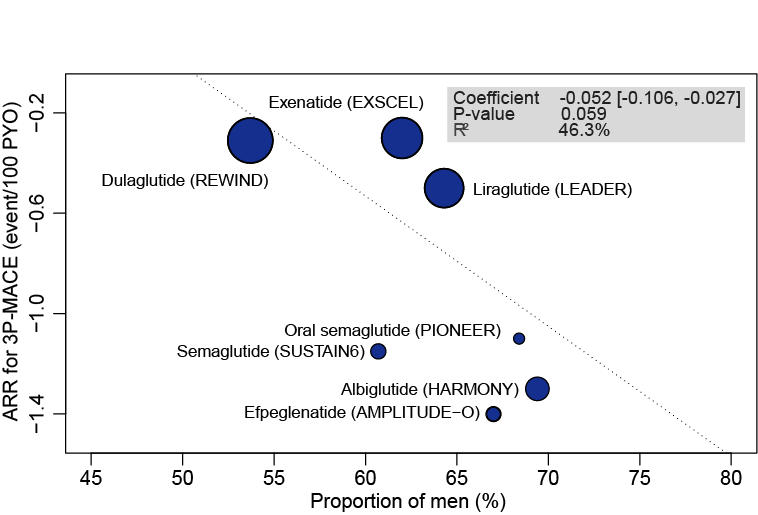 Exenatide (EXSCEL)
Coefficient -0.052 [-0.106, -0.027]
P-value 0.059
R² 46.3%
Dulaglutide (REWIND)
Liraglutide (LEADER)
Oral semaglutide (PIONEER)
Semaglutide (SUSTAIN6)
Albiglutide (HARMONY)
Efpeglenatide (AMPLITUDE−O)
ARR for 3P-MACE (event/100 PYO)
−0.2
−0.6
−1.0
−1.4
45 50 55 60 65 70 75 80
Proportion of men (%)